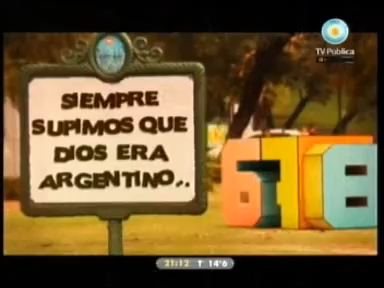 TV Pública
SIEMPRE
SUPIMOS QUE
DIOS ERA
ARGENTINO..
678
21:12 T 14°6